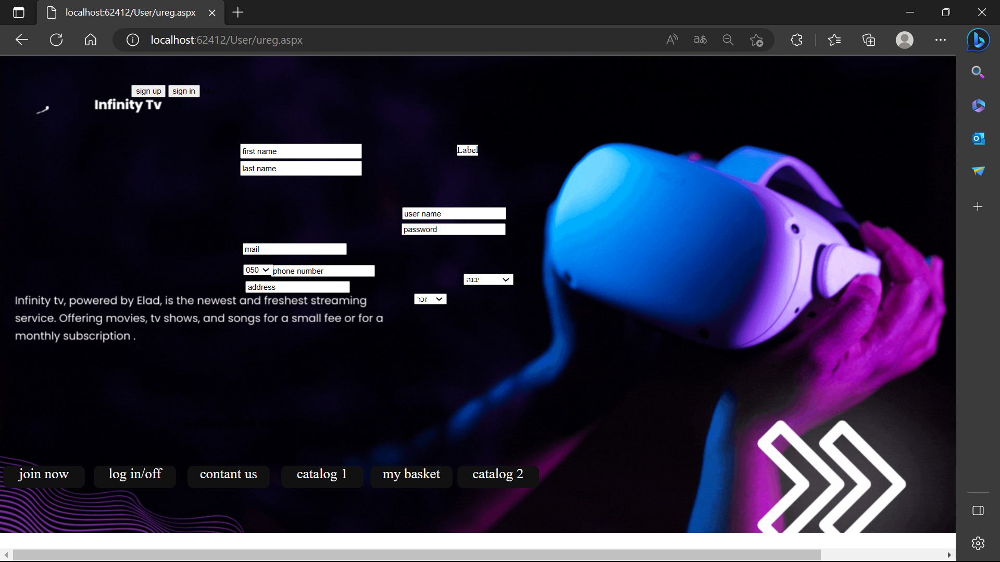 localhost:62412/User/ureg.aspx
localhost:62412/User/ureg.aspx
sign up
sign in
Mail
Infinity Tv
first name
Label
last name
user name
password
mail
050
phone number
יבנה
address
זכר
Infinity tv, powered by Elad, is the newest and freshest streaming
service. Offering movies, tv shows, and songs for a small fee or for a
monthly subscription .
join now
log in/off
contant us
catalog 1
my basket
catalog 2